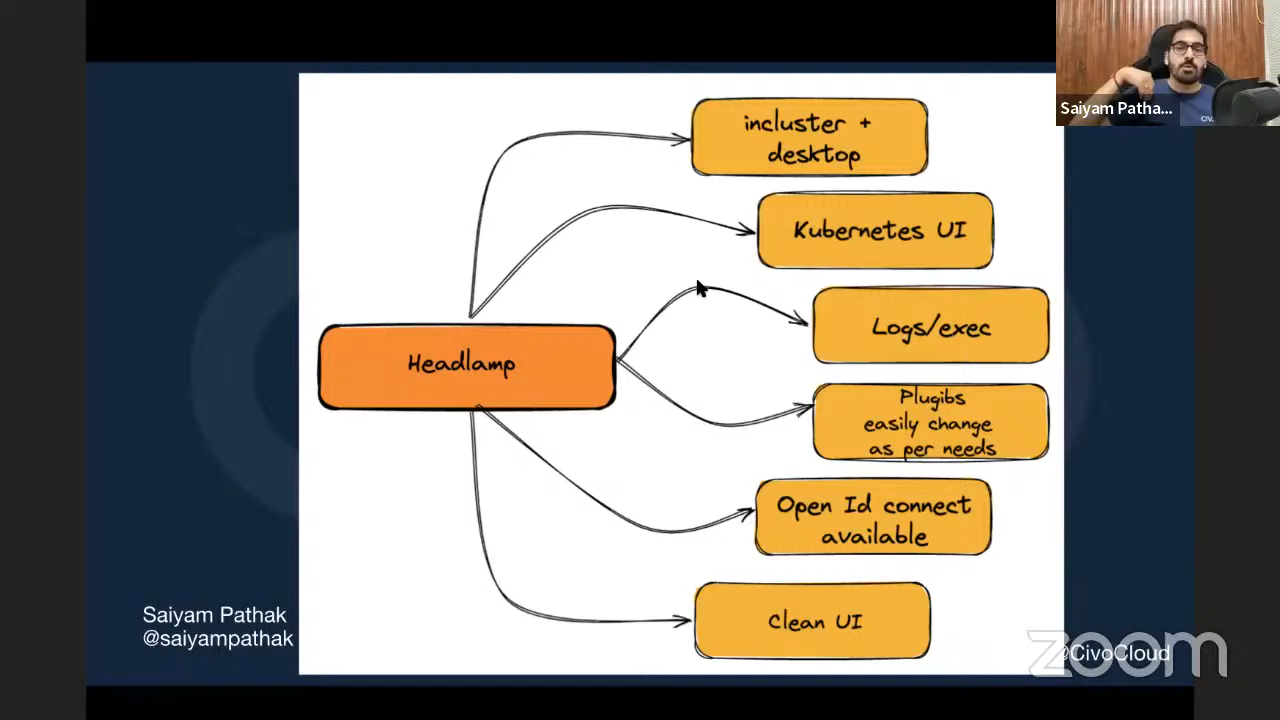 Saiyam Patha...
CIV
incluster +
desktop
Kubernetes UI
Logs/exec
Headlamp
Plugibs
easily change
as per needs
Open Id connect
available
Clean UI
Saiyam Pathak
@saiyampathak
@CivoCloud
zoom